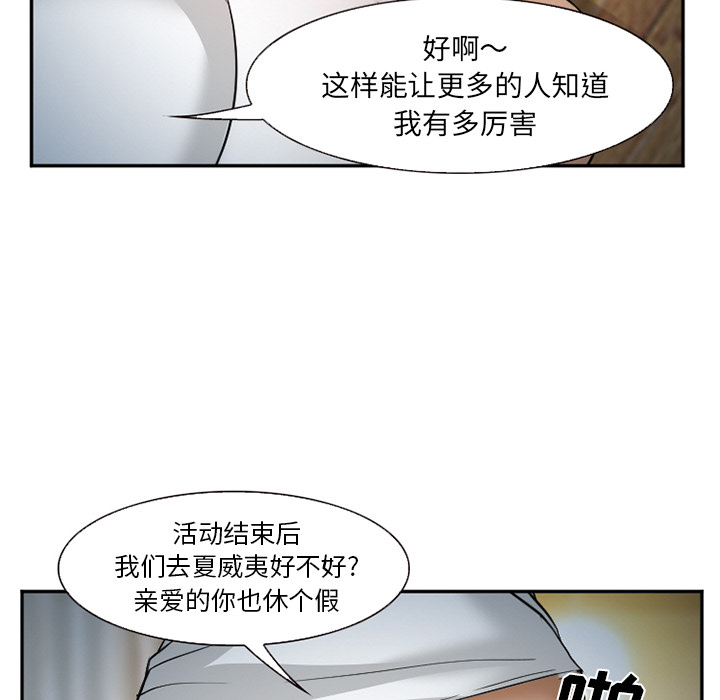 好啊～
这样能让更多的人知道
我有多厉害
活动结束后
我们去夏威夷好不好?
亲爱的你也休个假
啪